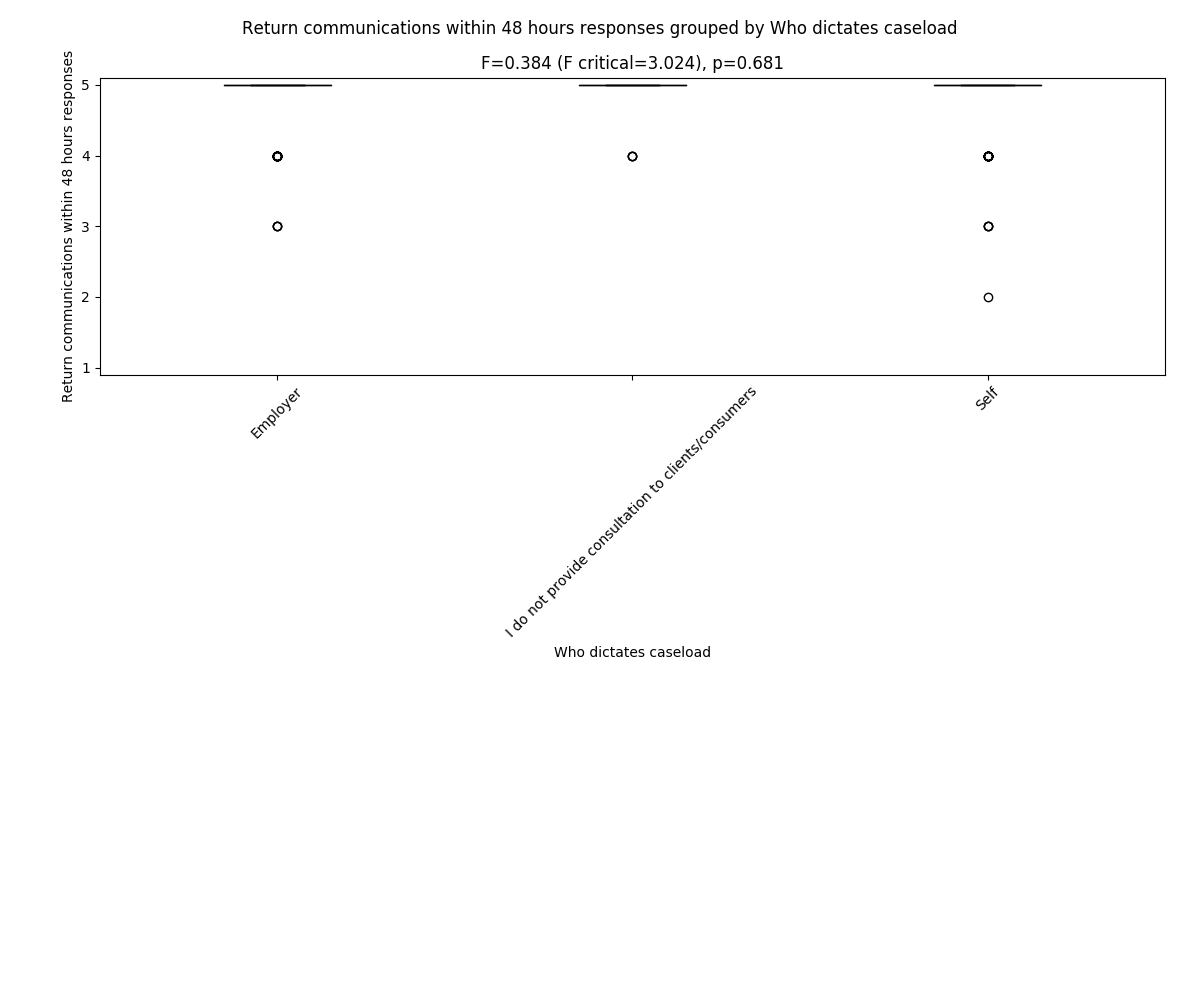 Return communications within 48 hours responses grouped by Who dictates caseload
F=0.384 (F critical=3.024), p=0.681
Return communications within 48 hours responses
5
4
3
2
1
Employer
I do not provide consultation to clients/consumers
Self
Who dictates caseload